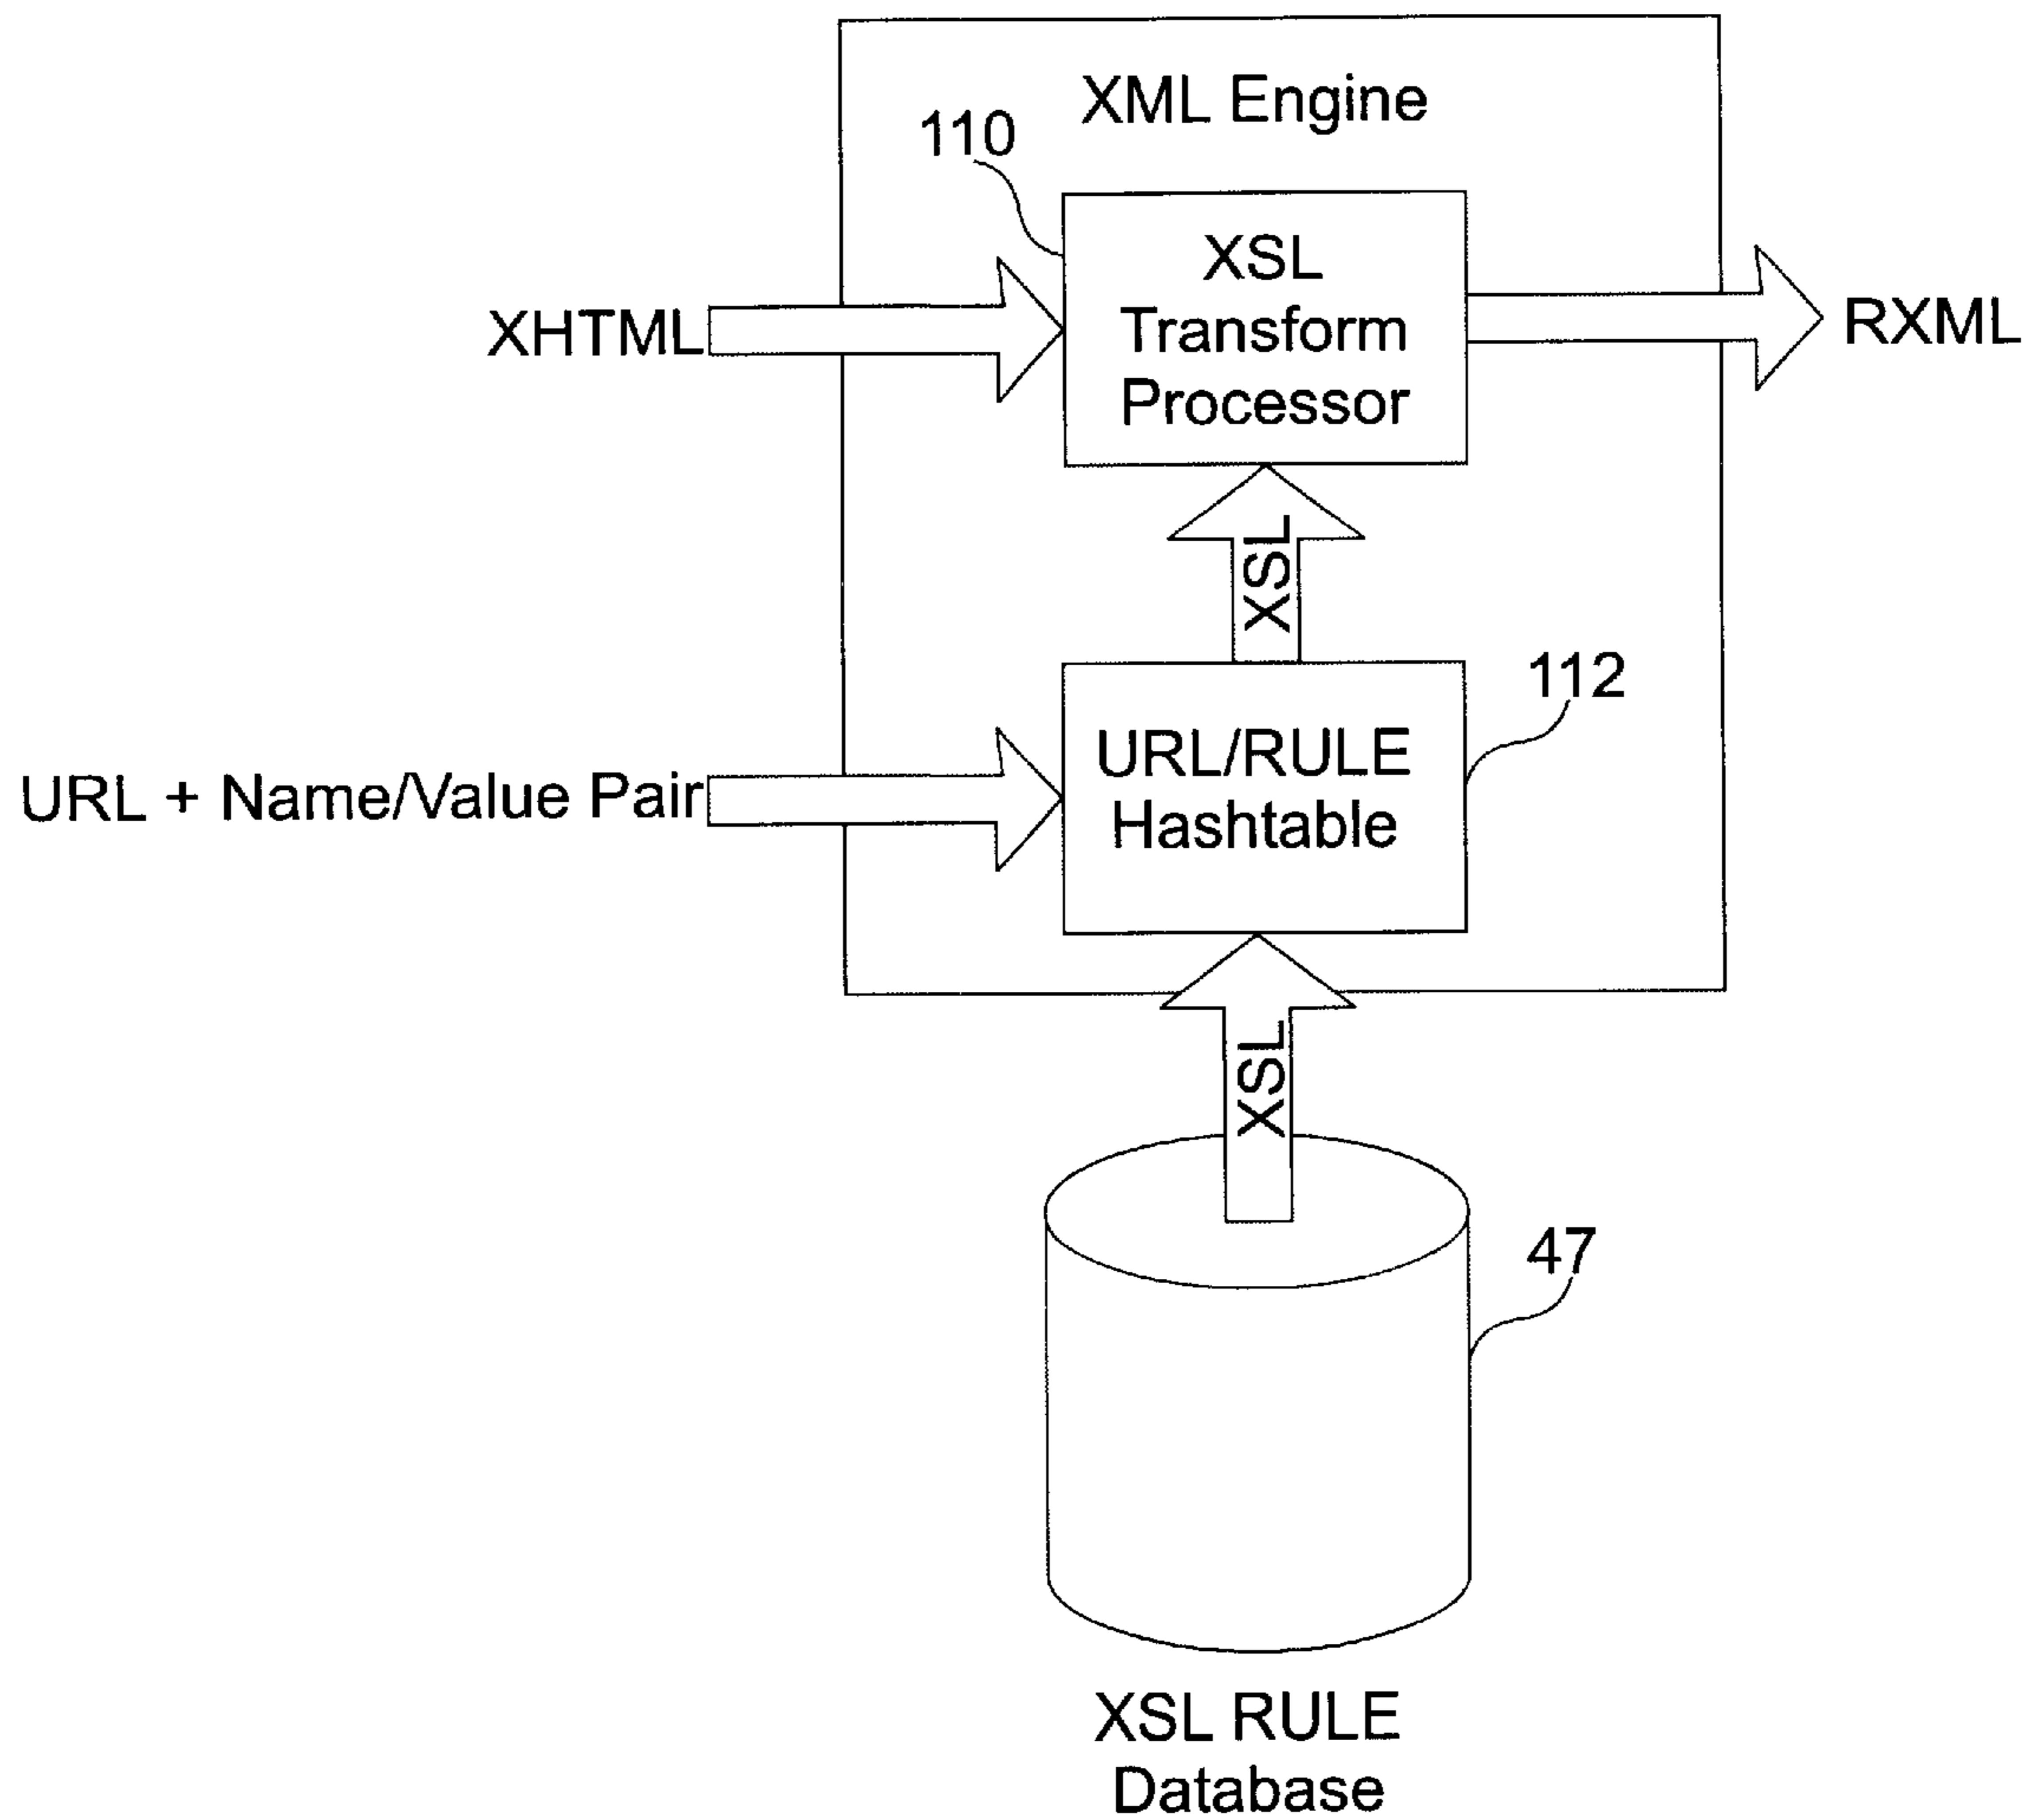 XML Engine
110
XSL
Transform
Processor
XHTML
RXML
XSL
112
URL/RULE
Hashtable
URL + Name/Value Pair
XSL
47
XSL RULE
Database